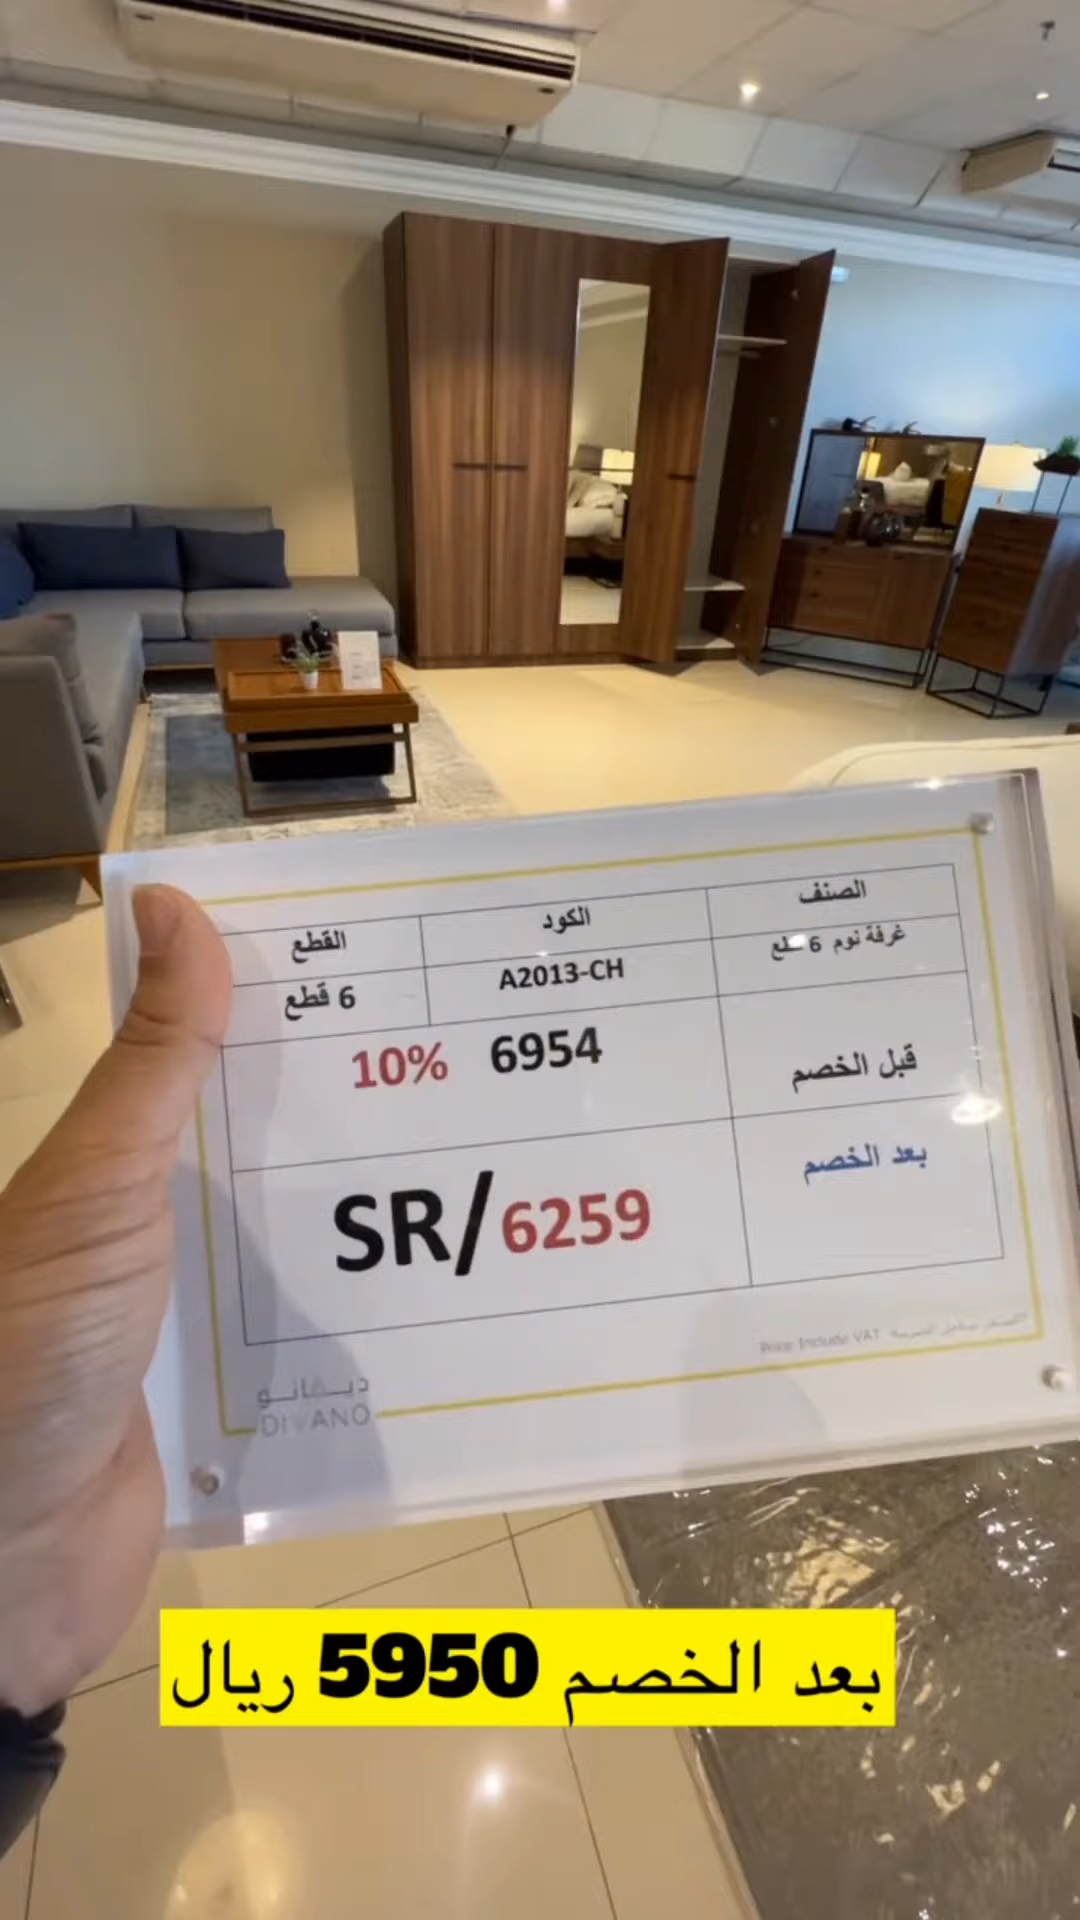 الصنف الكود القطع
غرفة نوم 6 قطع A2013-CH 6 قطع
قبل الخصم 6954 10%
بعد الخصم SR/6259
Price Include VAT
ديـڤانـو
DIVANO
بعد الخصم 5950 ريال